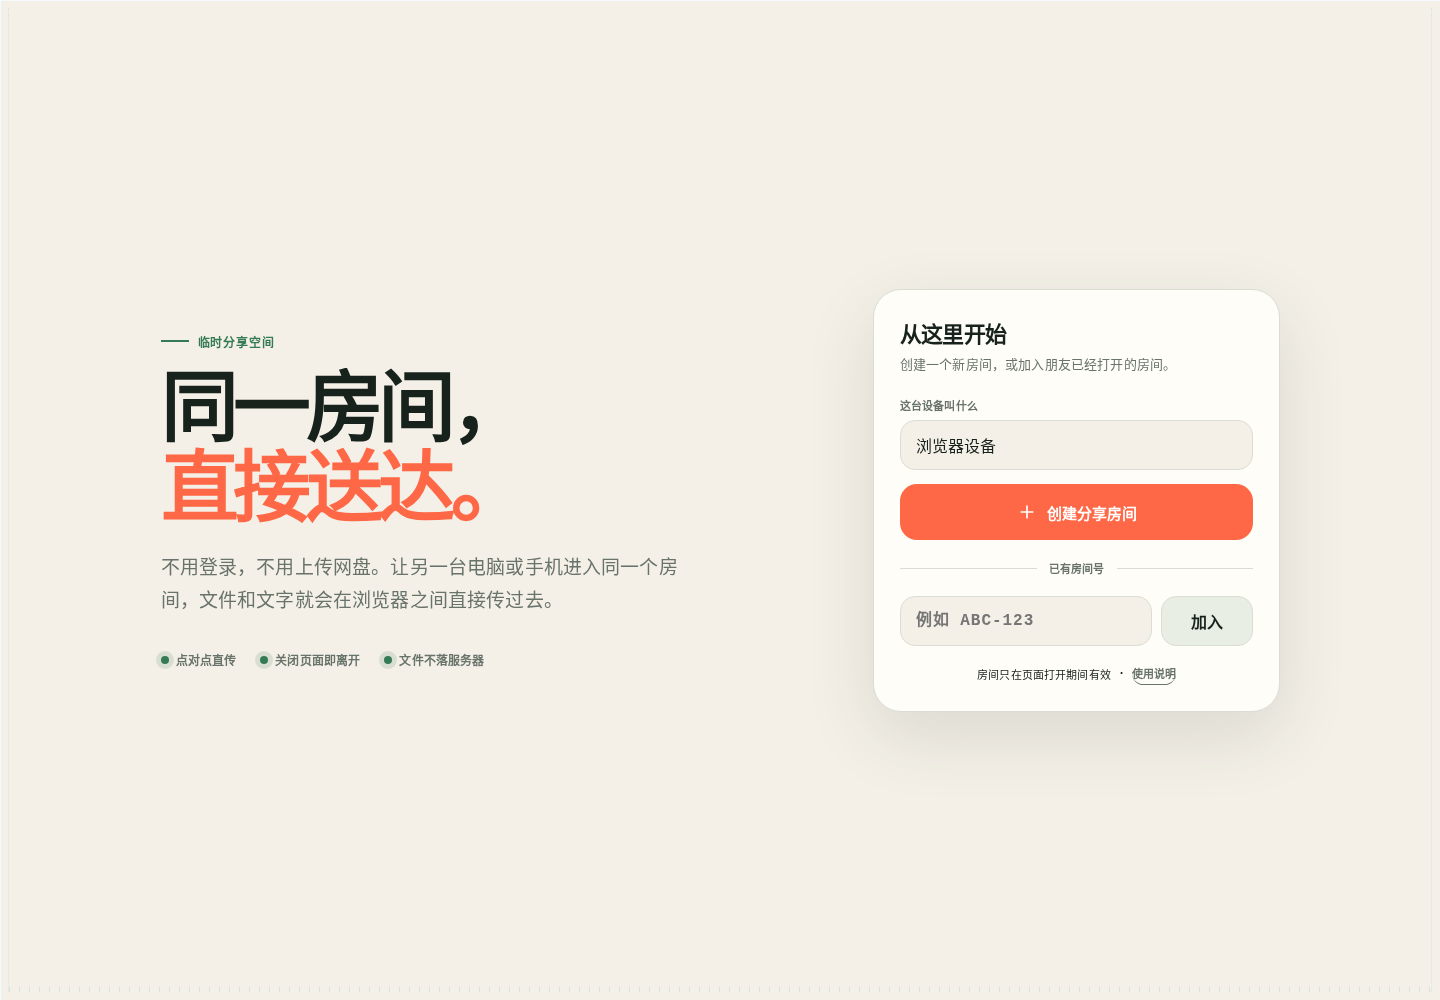 临时分享空间
同一房间，
直接送达。
不用登录，不用上传网盘。让另一台电脑或手机进入同一个房
间，文件和文字就会在浏览器之间直接传过去。
点对点直传 关闭页面即离开 文件不落服务器
从这里开始
创建一个新房间，或加入朋友已经打开的房间。
这台设备叫什么
浏览器设备
＋ 创建分享房间
已有房间号
例如 ABC-123 加入
房间只在页面打开期间有效 · 使用说明